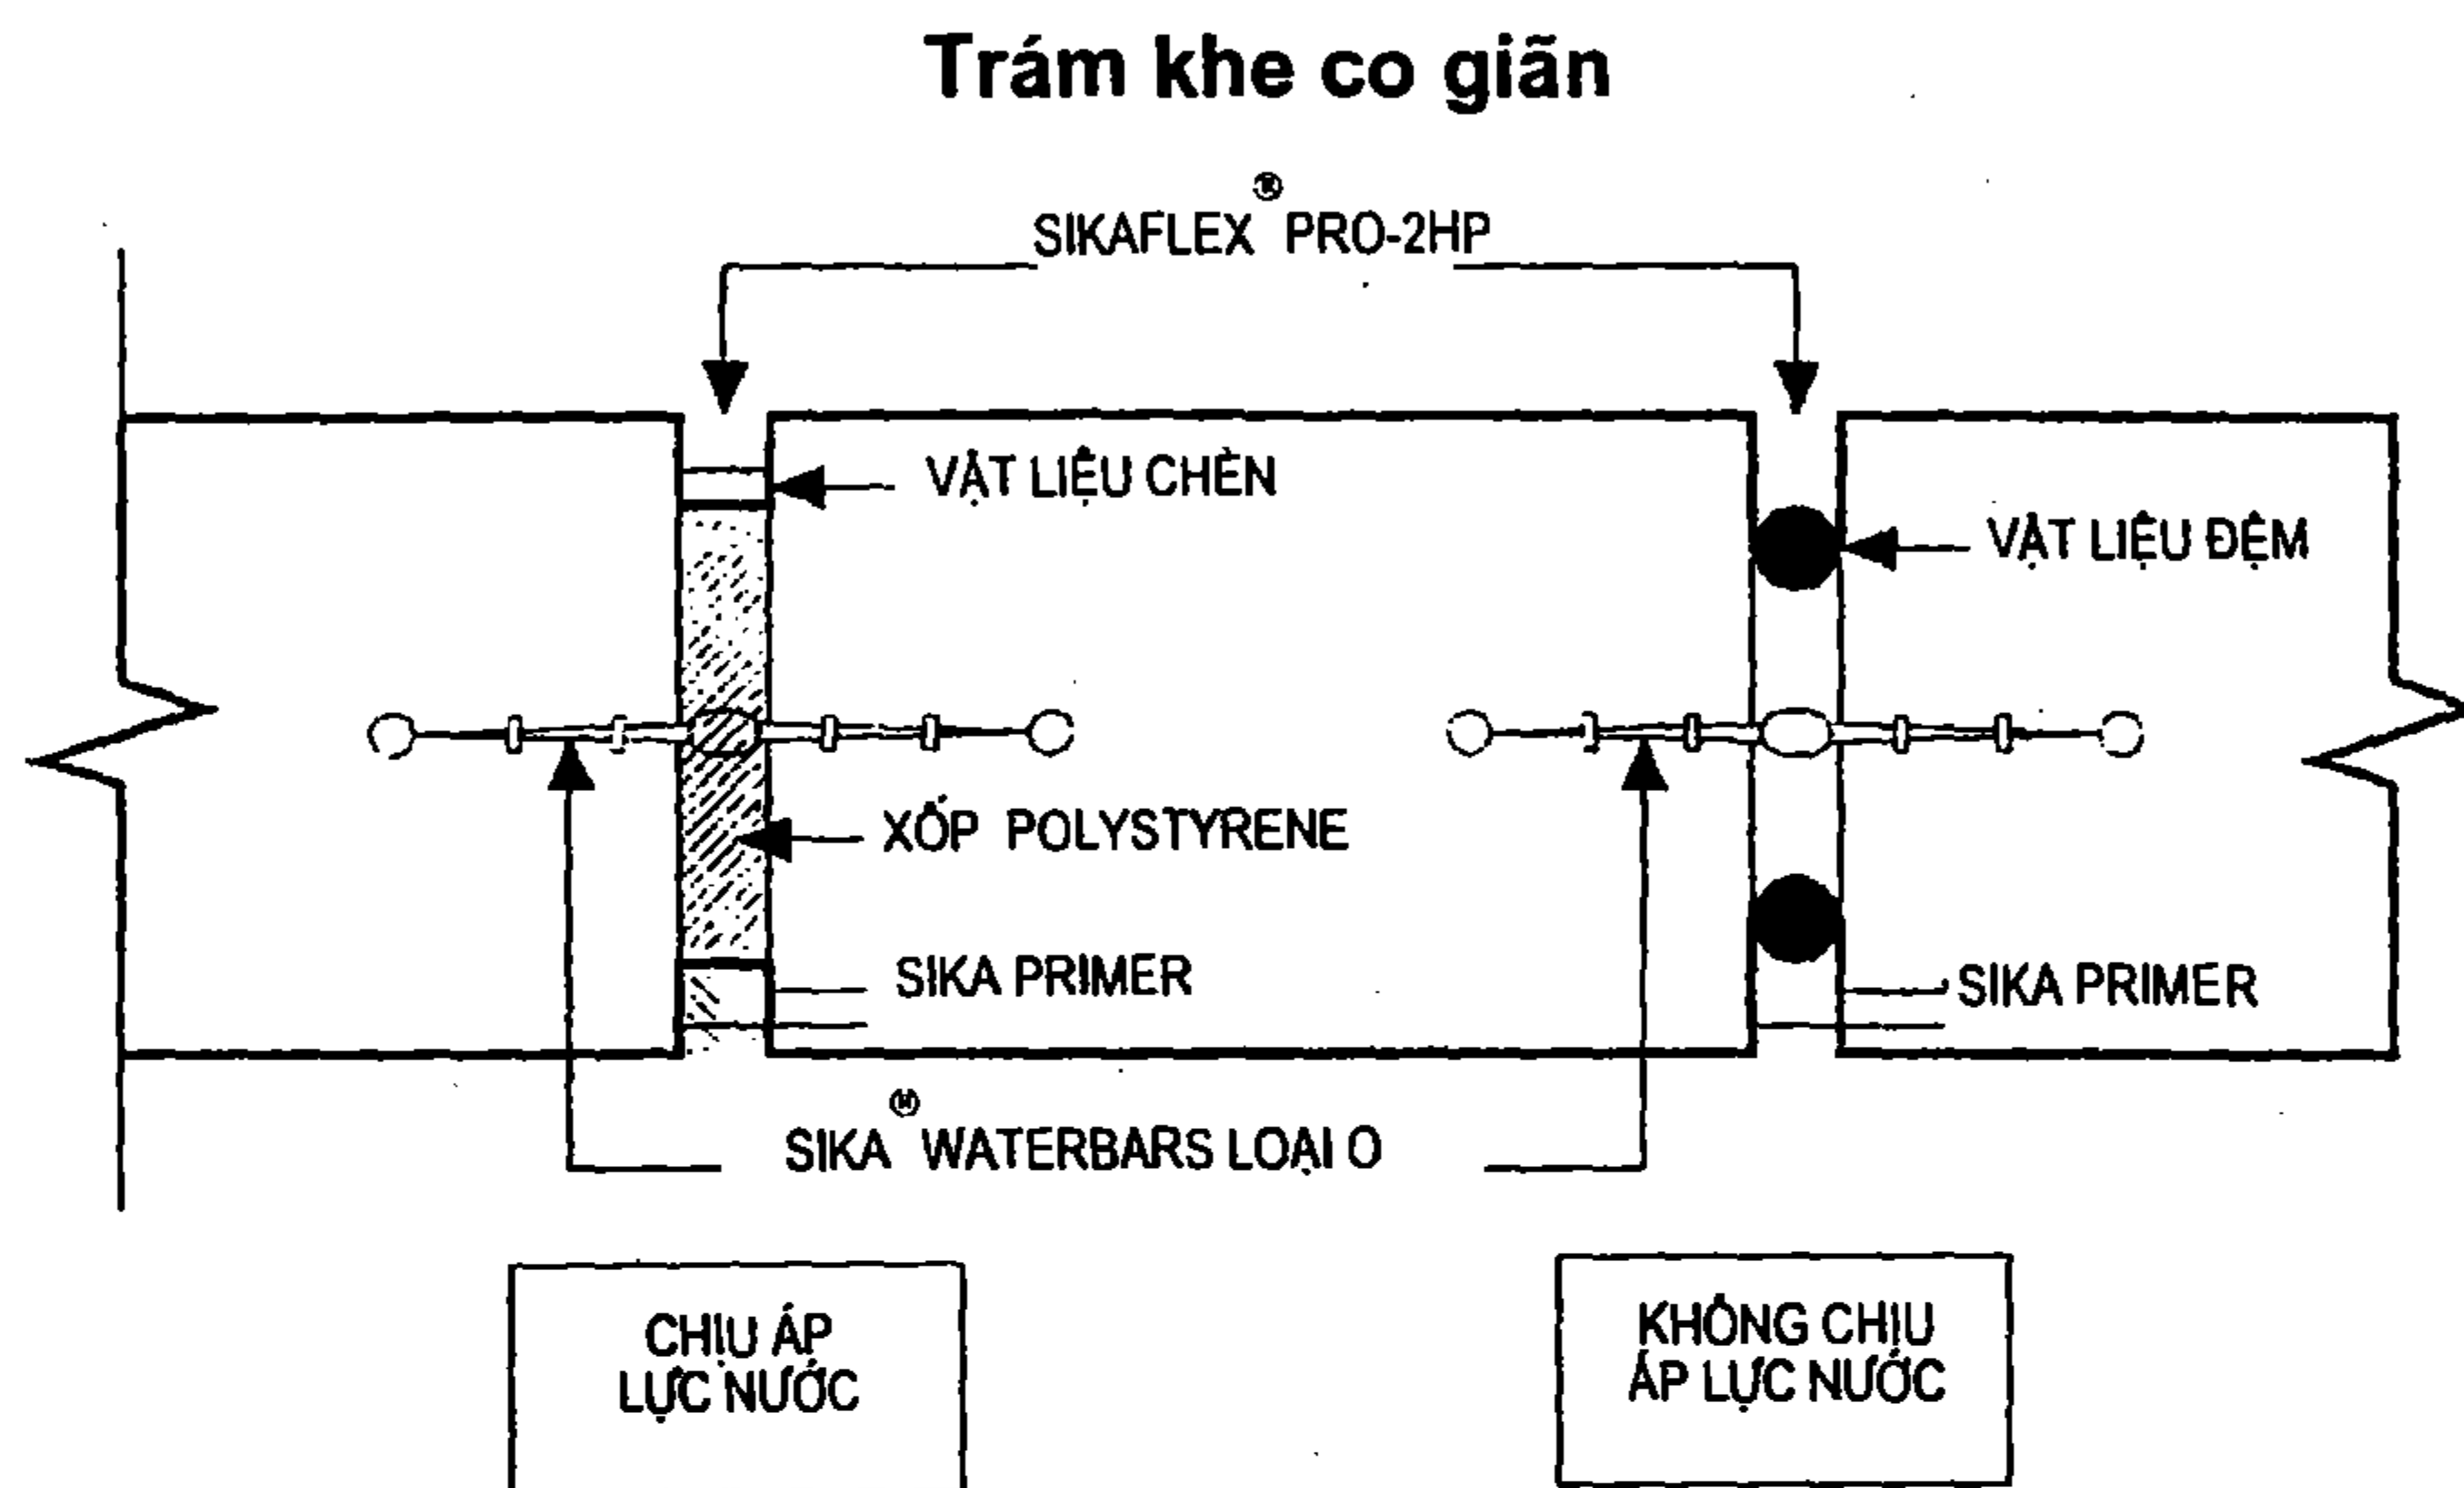 Trám khe co giãn
SIKAFLEX® PRO-2HP
VẬT LIỆU CHÈN
VẬT LIỆU ĐỆM
XỐP POLYSTYRENE
SIKA PRIMER
SIKA PRIMER
SIKA® WATERBARS LOẠI O
CHỊU ÁP
LỰC NƯỚC
KHÔNG CHỊU
ÁP LỰC NƯỚC